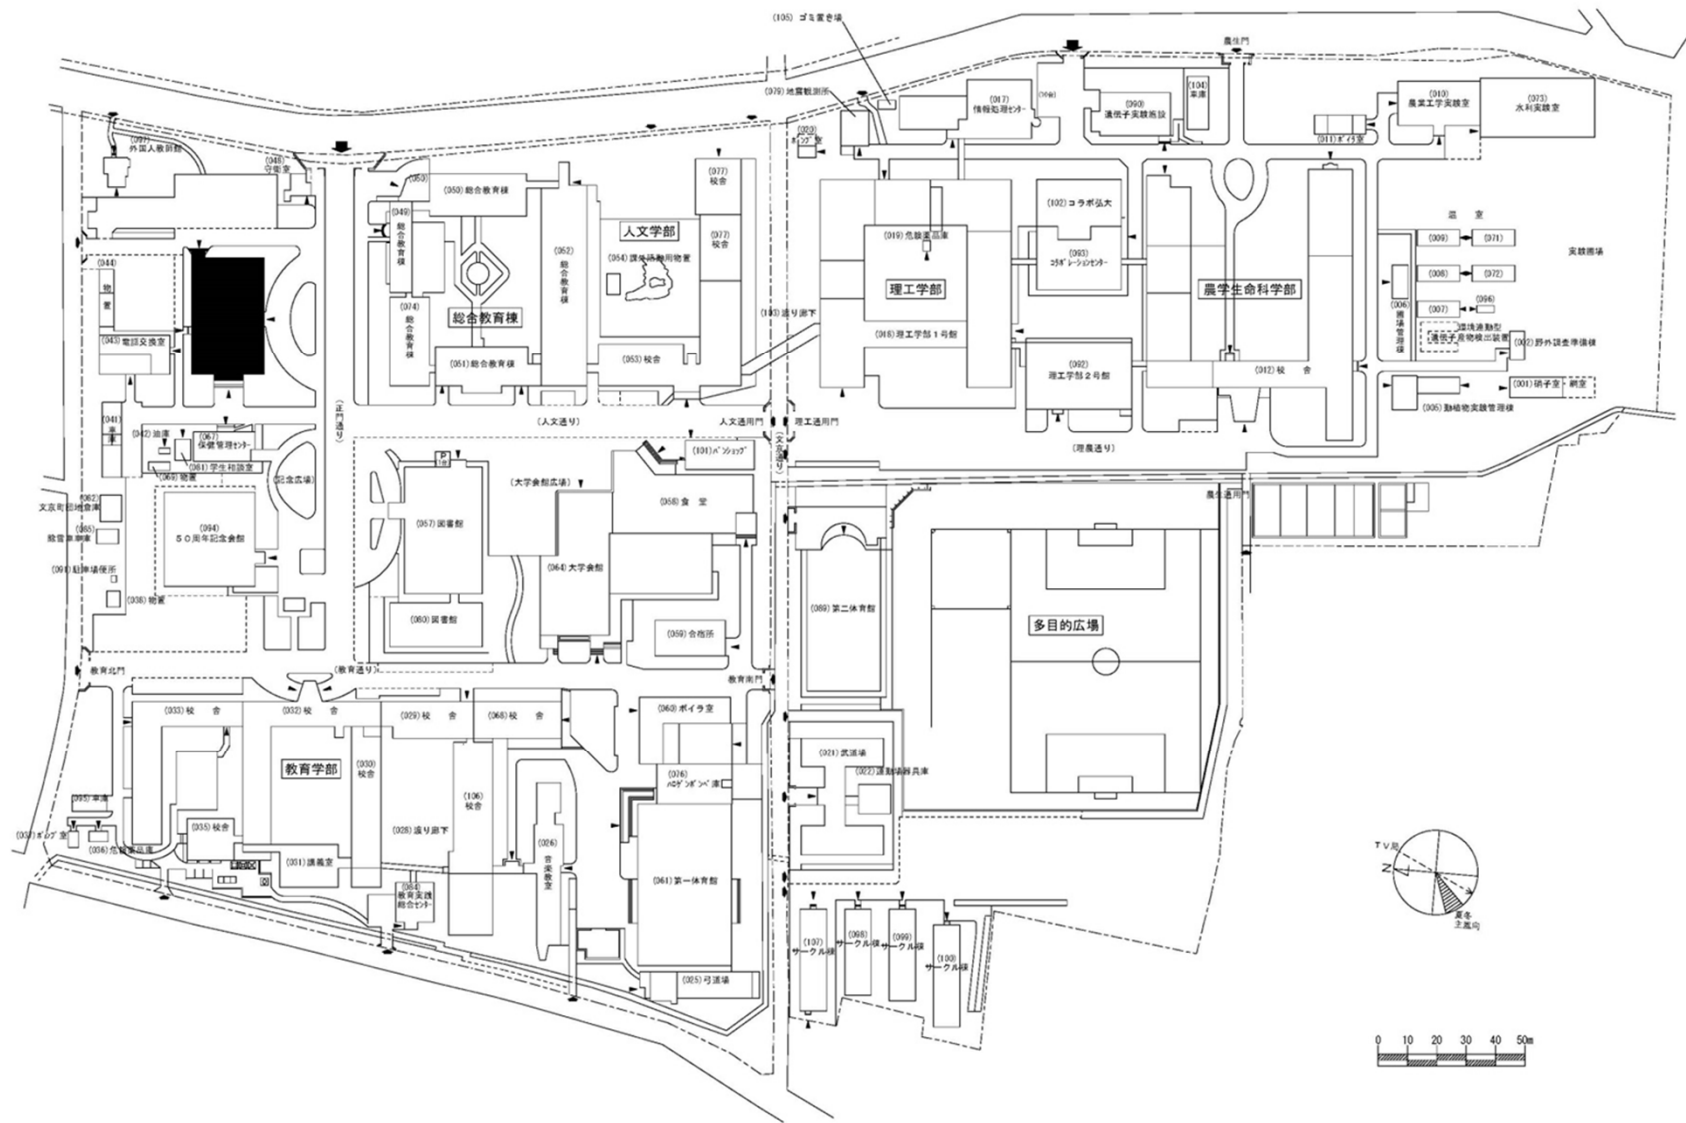 (105) ゴミ置き場
農生門
(079) 地震観測所
(017)
情報処理センター
(090)
遺伝子実験施設
(104)
車庫
(010)
農業工学実験室
(073)
水利実験室
(020)
ポンプ室
(011) ボイラ室
(097)
外国人教師館
(048)
守衛室
(050)
(050) 総合教育棟
(077)
校舎
(049)
総合教育棟
人文学部
(077)
校舎
(102) コラボ弘大
(052)
総合教育棟
(054) 課外活動用物置
(019) 危険薬品庫
(093)
コラボレーションセンター
温 室
(009)
(071)
実験圃場
(044)
物置
(008)
(072)
理工学部
農学生命科学部
(006)
圃場管理棟
(007)
(096)
(074)
総合教育棟
総合教育棟
(103) 渡り廊下
(018) 理工学部1号館
環境連動型
遺伝子産物検出装置
(002) 野外調査準備棟
(043) 電話交換室
(051) 総合教育棟
(053) 校舎
(092)
理工学部2号館
(012) 校 舎
(001) 硝子室・網室
(005) 動植物実験管理棟
(正門通り)
(041)
車庫
(人文通り)
人文通用門
理工通用門
(文京通り)
(理農通り)
(042) 油庫
(067)
保健管理センター
(081) 学生相談室
(069) 物置
(記念広場)
P
(101) パンショップ
(大学会館広場)
(058) 食 堂
農生通用門
(062)
文京町団地倉庫
(065)
除雪車車庫
(094)
50周年記念会館
(057) 図書館
(064) 大学会館
(091) 駐車場便所
(038) 物置
(080) 図書館
(059) 合宿所
(089) 第二体育館
多目的広場
教育北門
(教育通り)
教育南門
(033) 校 舎
(032) 校 舎
(029) 校 舎
(068) 校 舎
(060) ボイラ室
(021) 武道場
(022) 運動場器具庫
教育学部
(030)
校舎
(076)
ハロゲンボンベ庫
(095) 車庫
(106)
校舎
(037) ポンプ室
(036) 危険薬品庫
(035) 校舎
(028) 渡り廊下
(026)
音楽教室
(031) 講義室
(084)
教育実践
総合センター
(061) 第一体育館
(025) 弓道場
(107)
サークル棟
(098)
サークル棟
(099)
サークル棟
(100)
サークル棟
TV局
N
夏冬
主風向
0 10 20 30 40 50m